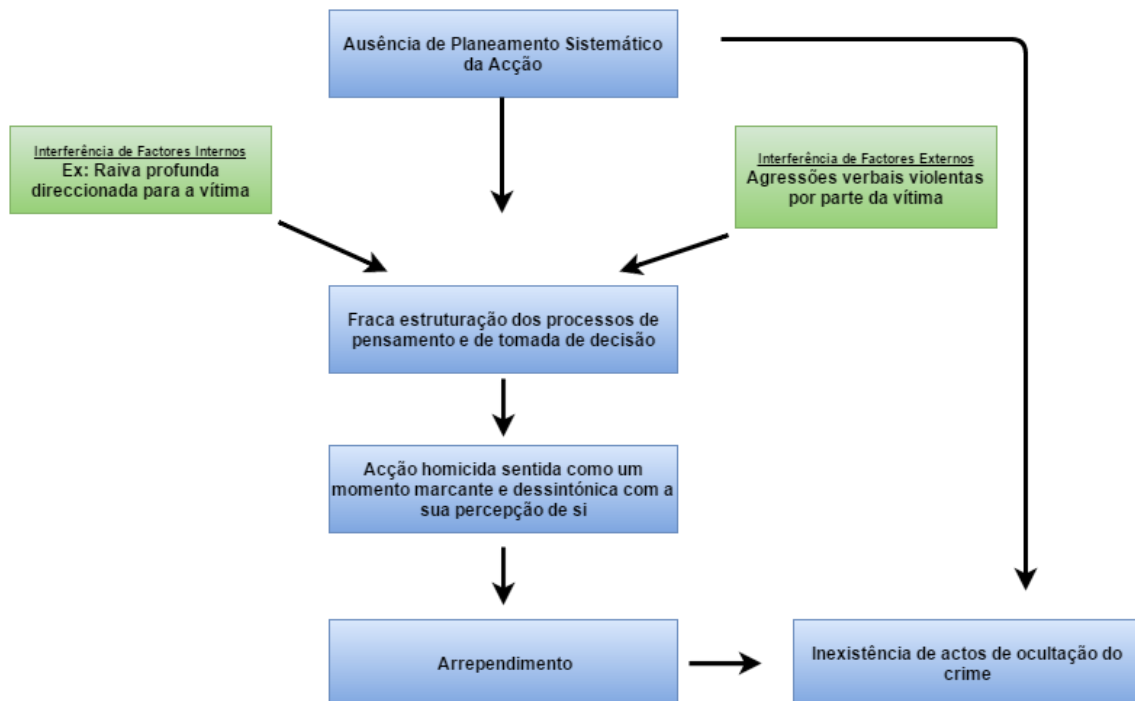 Ausência de Planeamento Sistemático
da Acção
Interferência de Factores Internos
Ex: Raiva profunda
direccionada para a vítima
Interferência de Factores Externos
Agressões verbais violentas
por parte da vítima
Fraca estruturação dos processos de
pensamento e de tomada de decisão
Acção homicida sentida como um
momento marcante e dessintónica com a
sua percepção de si
Arrependimento
Inexistência de actos de ocultação do
crime